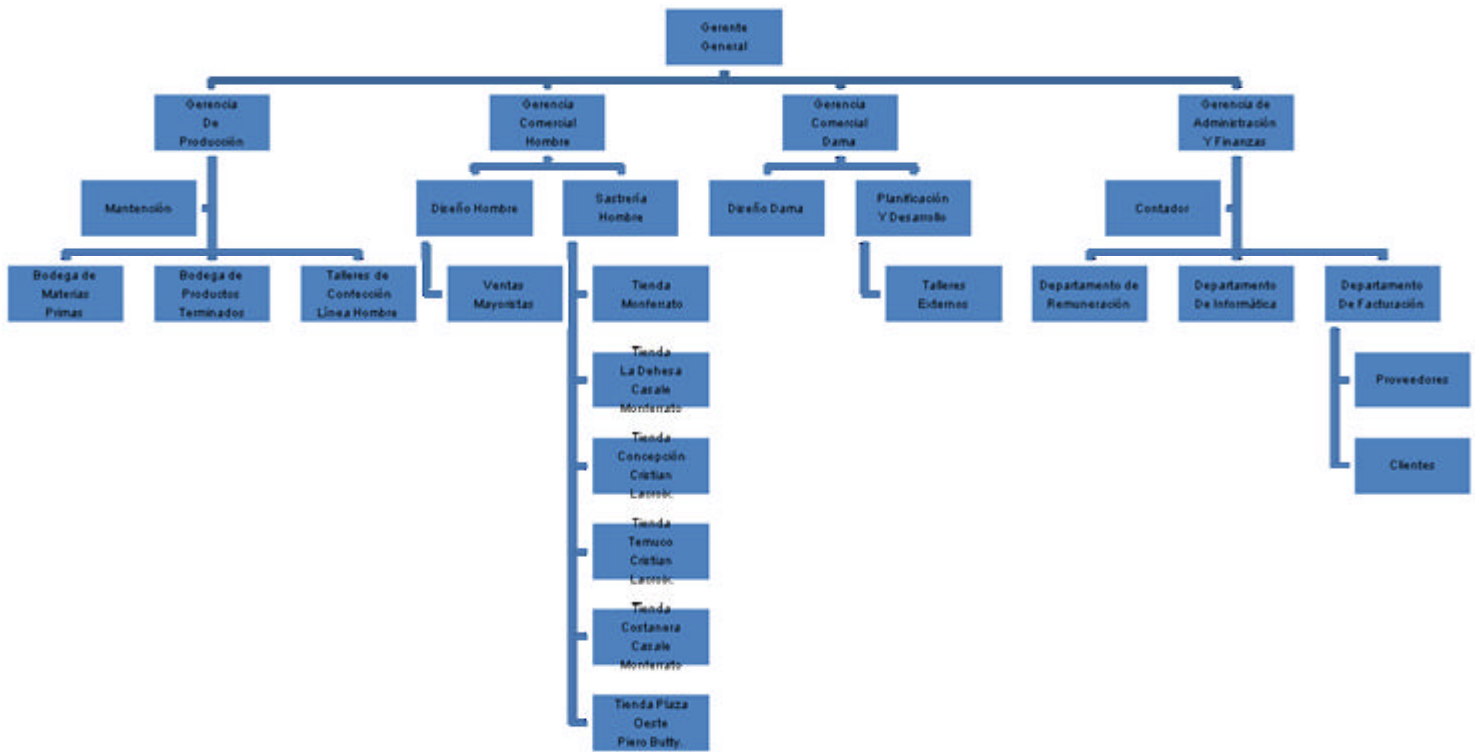 Gerente
General
Gerencia
De
Producción
Gerencia
Comercial
Hombre
Gerencia
Comercial
Dama
Gerencia de
Administración
Y Finanzas
Mantención
Diseño Hombre
Sastrería
Hombre
Diseño Dama
Planificación
Y Desarrollo
Contador
Bodega de
Materias
Primas
Bodega de
Productos
Terminados
Talleres de
Confección
Línea Hombre
Ventas
Mayoristas
Tienda
Monferrato
Talleres
Externos
Departamento de
Remuneración
Departamento
De Informática
Departamento
De Facturación
Tienda
La Dehesa
Casale
Monferrato
Proveedores
Tienda
Concepción
Cristian
Lacroix.
Clientes
Tienda
Temuco
Cristian
Lacroix.
Tienda
Costanera
Casale
Monferrato
Tienda Plaza
Oeste
Piero Butty.